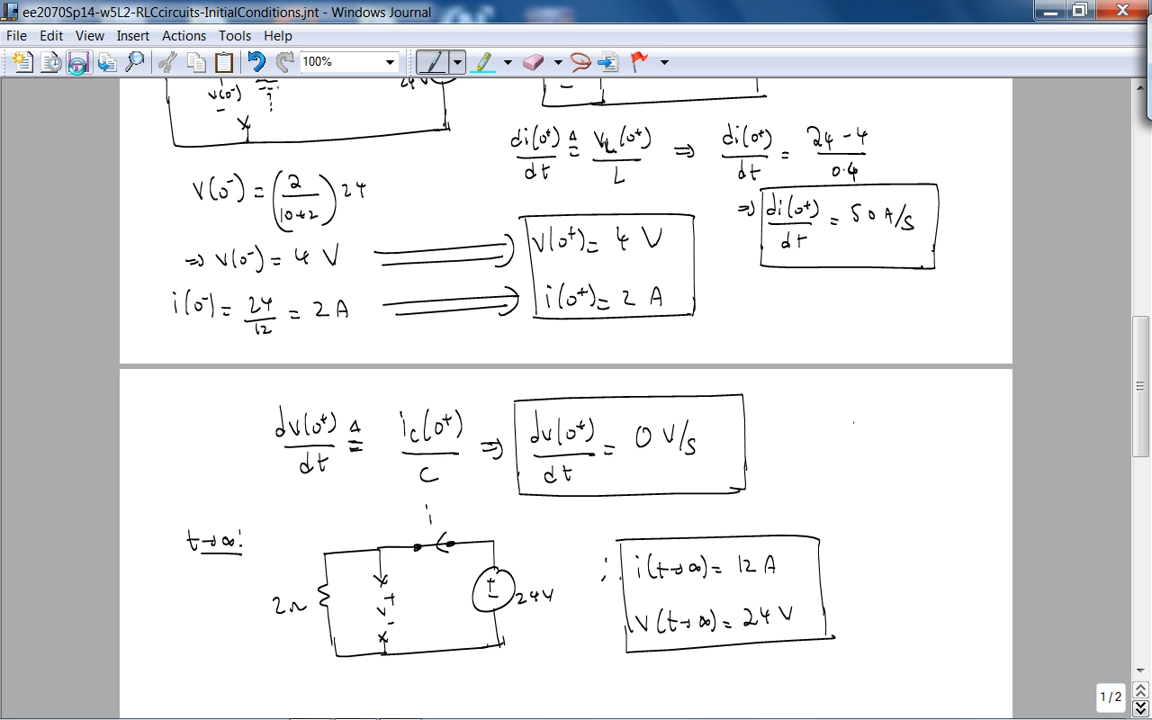 ee2070Sp14-w5L2-RLCcircuits-InitialConditions.jnt - Windows Journal
File Edit View Insert Actions Tools Help
100%
v(0⁻)
-
24V
-
di(0⁺)/dt ≜ v_L(0⁺)/L ⇒ di(0⁺)/dt = (24-4)/0.4
v(0⁻) = (2/(10+2)) 24
⇒ di(0⁺)/dt = 50 A/s
⇒ v(0⁻) = 4 V ⇒ v(0⁺) = 4 V
i(0⁻) = 24/12 = 2 A ⇒ i(0⁺) = 2 A
dv(0⁺)/dt ≜ i_c(0⁺)/C ⇒ dv(0⁺)/dt = 0 V/s
i
t→∞:
2Ω
+
v
-
+
-
24V
∴ i(t→∞) = 12 A
v(t→∞) = 24 V
1 / 2